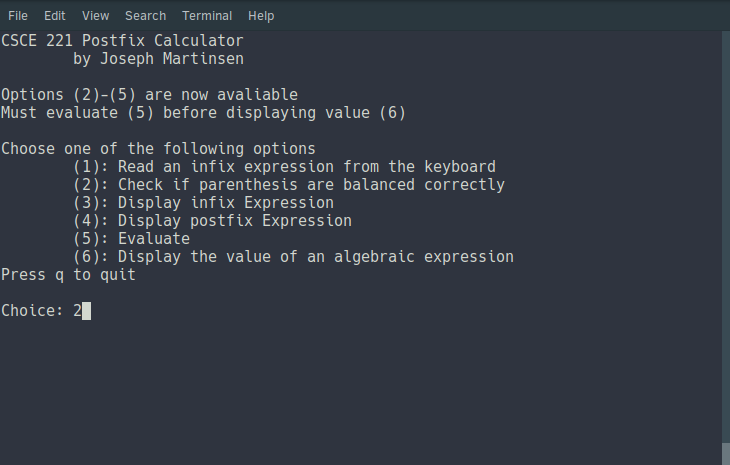 File Edit View Search Terminal Help
CSCE 221 Postfix Calculator
by Joseph Martinsen
Options (2)-(5) are now avaliable
Must evaluate (5) before displaying value (6)
Choose one of the following options
(1): Read an infix expression from the keyboard
(2): Check if parenthesis are balanced correctly
(3): Display infix Expression
(4): Display postfix Expression
(5): Evaluate
(6): Display the value of an algebraic expression
Press q to quit
Choice: 2